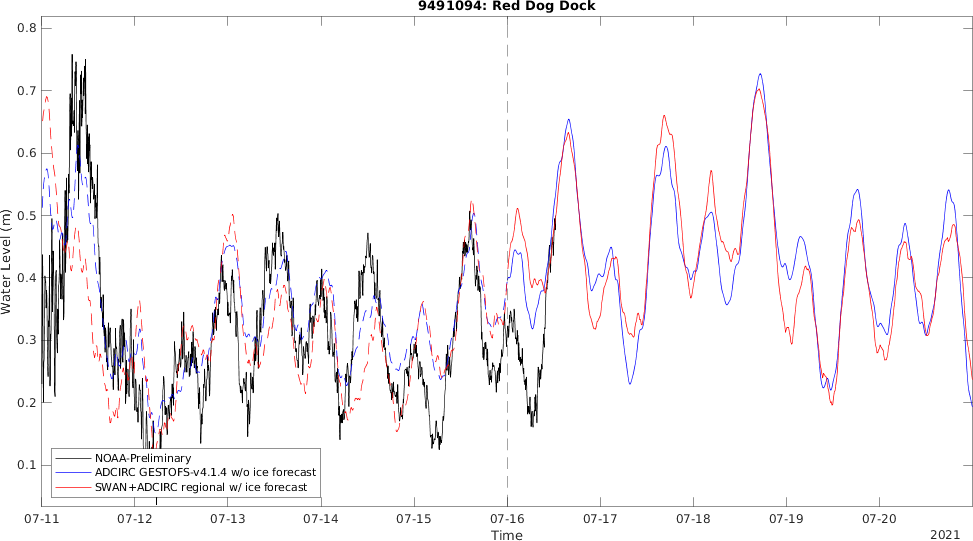 9491094: Red Dog Dock
0.8
0.7
0.6
0.5
0.4
0.3
0.2
0.1
Water Level (m)
NOAA-Preliminary
ADCIRC GESTOFS-v4.1.4 w/o ice forecast
SWAN+ADCIRC regional w/ ice forecast
07-11 07-12 07-13 07-14 07-15 07-16 07-17 07-18 07-19 07-20
Time
2021